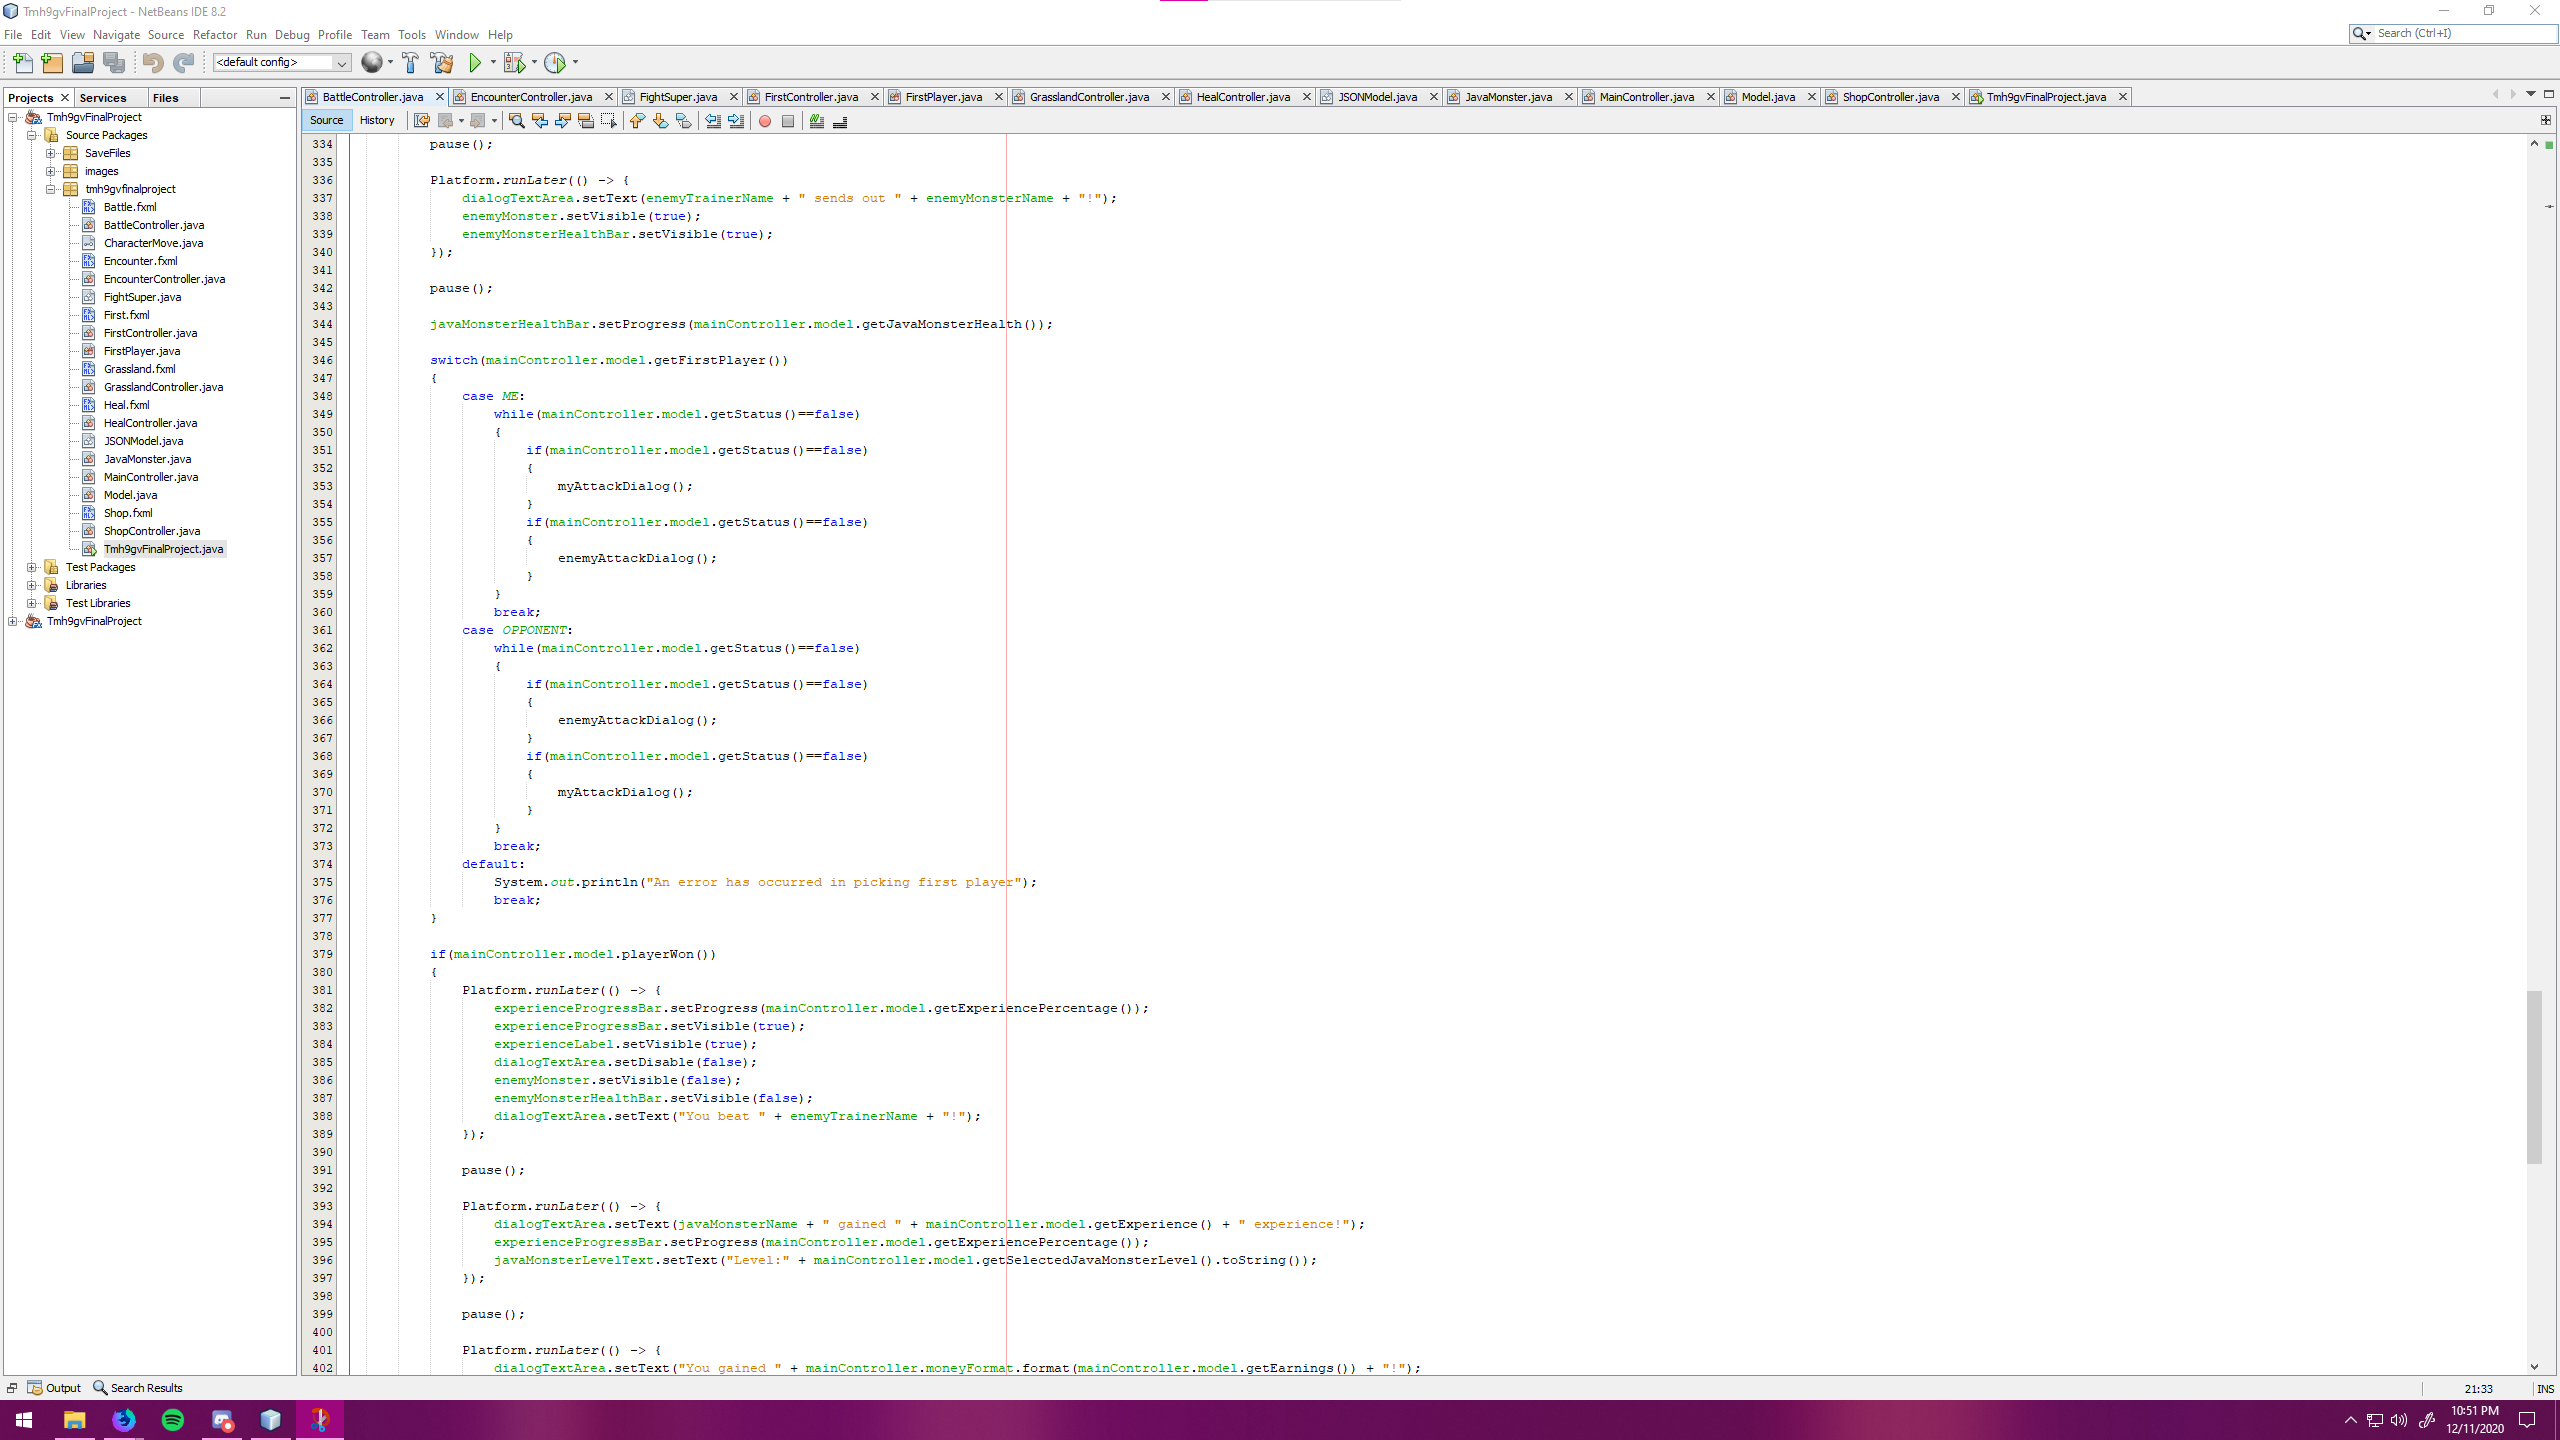 Tmh9gvFinalProject - NetBeans IDE 8.2
File Edit View Navigate Source Refactor Run Debug Profile Team Tools Window Help
Search (Ctrl+I)
<default config>
Projects Services Files
BattleController.java EncounterController.java FightSuper.java FirstController.java FirstPlayer.java GrasslandController.java HealController.java JSONModel.java JavaMonster.java MainController.java Model.java ShopController.java Tmh9gvFinalProject.java
Source History
Tmh9gvFinalProject
Source Packages
SaveFiles
images
tmh9gvfinalproject
Battle.fxml
BattleController.java
CharacterMove.java
Encounter.fxml
EncounterController.java
FightSuper.java
First.fxml
FirstController.java
FirstPlayer.java
Grassland.fxml
GrasslandController.java
Heal.fxml
HealController.java
JSONModel.java
JavaMonster.java
MainController.java
Model.java
Shop.fxml
ShopController.java
Tmh9gvFinalProject.java
Test Packages
Libraries
Test Libraries
Tmh9gvFinalProject
334 pause();
335
336 Platform.runLater(() -> {
337 dialogTextArea.setText(enemyTrainerName + " sends out " + enemyMonsterName + "!");
338 enemyMonster.setVisible(true);
339 enemyMonsterHealthBar.setVisible(true);
340 });
341
342 pause();
343
344 javaMonsterHealthBar.setProgress(mainController.model.getJavaMonsterHealth());
345
346 switch(mainController.model.getFirstPlayer())
347 {
348 case ME:
349 while(mainController.model.getStatus()==false)
350 {
351 if(mainController.model.getStatus()==false)
352 {
353 myAttackDialog();
354 }
355 if(mainController.model.getStatus()==false)
356 {
357 enemyAttackDialog();
358 }
359 }
360 break;
361 case OPPONENT:
362 while(mainController.model.getStatus()==false)
363 {
364 if(mainController.model.getStatus()==false)
365 {
366 enemyAttackDialog();
367 }
368 if(mainController.model.getStatus()==false)
369 {
370 myAttackDialog();
371 }
372 }
373 break;
374 default:
375 System.out.println("An error has occurred in picking first player");
376 break;
377 }
378
379 if(mainController.model.playerWon())
380 {
381 Platform.runLater(() -> {
382 experienceProgressBar.setProgress(mainController.model.getExperiencePercentage());
383 experienceProgressBar.setVisible(true);
384 experienceLabel.setVisible(true);
385 dialogTextArea.setDisable(false);
386 enemyMonster.setVisible(false);
387 enemyMonsterHealthBar.setVisible(false);
388 dialogTextArea.setText("You beat " + enemyTrainerName + "!");
389 });
390
391 pause();
392
393 Platform.runLater(() -> {
394 dialogTextArea.setText(javaMonsterName + " gained " + mainController.model.getExperience() + " experience!");
395 experienceProgressBar.setProgress(mainController.model.getExperiencePercentage());
396 javaMonsterLevelText.setText("Level:" + mainController.model.getSelectedJavaMonsterLevel().toString());
397 });
398
399 pause();
400
401 Platform.runLater(() -> {
402 dialogTextArea.setText("You gained " + mainController.moneyFormat.format(mainController.model.getEarnings()) + "!");
Output Search Results
21:33 INS
10:51 PM
12/11/2020